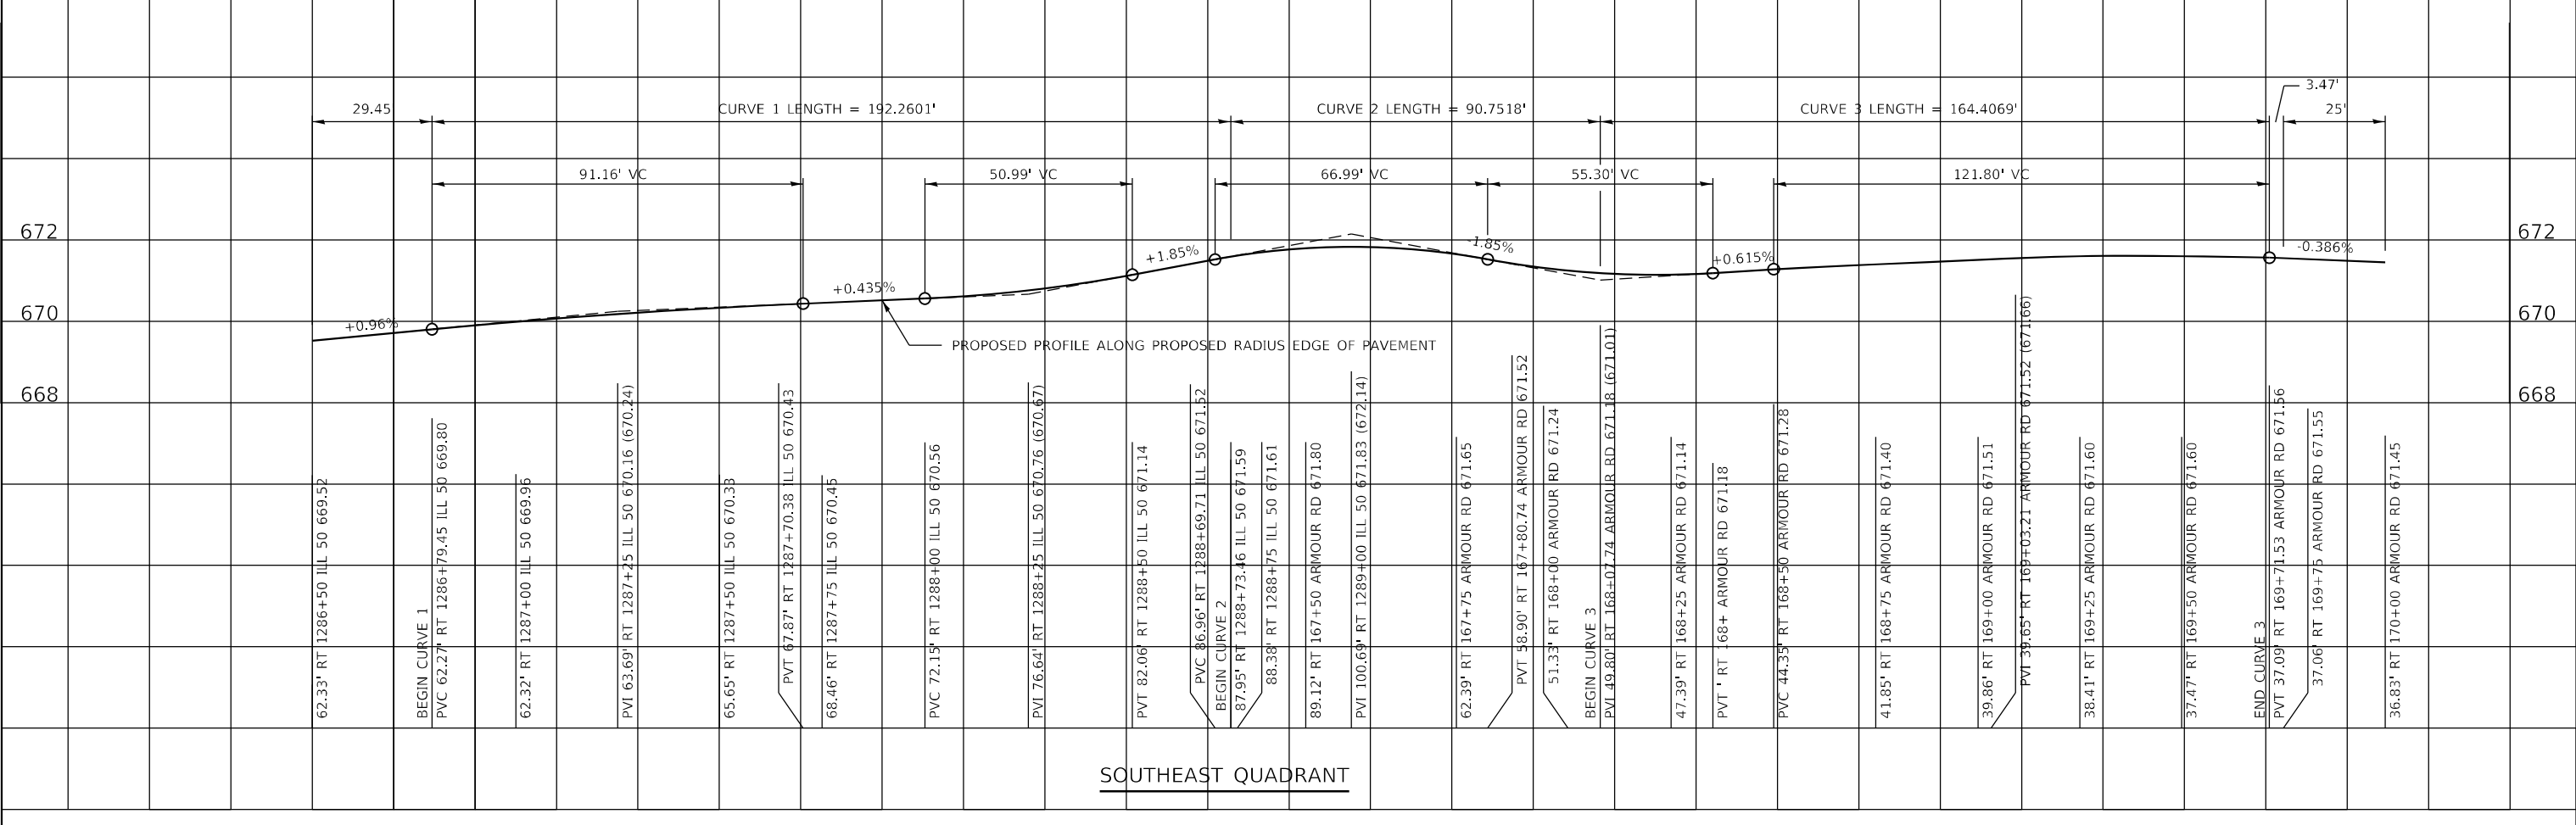 3.47'
29.45
CURVE 1 LENGTH = 192.2601'
CURVE 2 LENGTH = 90.7518'
CURVE 3 LENGTH = 164.4069'
25'
91.16' VC
50.99' VC
66.99' VC
55.30' VC
121.80' VC
672
672
+0.96%
+0.435%
+1.85%
-1.85%
+0.615%
-0.386%
670
670
PROPOSED PROFILE ALONG PROPOSED RADIUS EDGE OF PAVEMENT
668
668
62.33' RT 1286+50 ILL 50 669.52
BEGIN CURVE 1
PVC 62.27' RT 1286+79.45 ILL 50 669.80
62.32' RT 1287+00 ILL 50 669.96
PVI 63.69' RT 1287+25 ILL 50 670.16 (670.24)
65.65' RT 1287+50 ILL 50 670.33
PVT 67.87' RT 1287+70.38 ILL 50 670.43
68.46' RT 1287+75 ILL 50 670.45
PVC 72.15' RT 1288+00 ILL 50 670.56
PVI 76.64' RT 1288+25 ILL 50 670.76 (670.67)
PVT 82.06' RT 1288+50 ILL 50 671.14
PVC 86.96' RT 1288+69.71 ILL 50 671.52
BEGIN CURVE 2
87.95' RT 1288+73.46 ILL 50 671.59
88.38' RT 1288+75 ILL 50 671.61
89.12' RT 167+50 ARMOUR RD 671.80
PVI 100.69' RT 1289+00 ILL 50 671.83 (672.14)
62.39' RT 167+75 ARMOUR RD 671.65
PVT 58.90' RT 167+80.74 ARMOUR RD 671.52
51.33' RT 168+00 ARMOUR RD 671.24
BEGIN CURVE 3
PVI 49.80' RT 168+07.74 ARMOUR RD 671.18 (671.01)
47.39' RT 168+25 ARMOUR RD 671.14
PVT ' RT 168+ ARMOUR RD 671.18
PVC 44.35' RT 168+50 ARMOUR RD 671.28
41.85' RT 168+75 ARMOUR RD 671.40
39.86' RT 169+00 ARMOUR RD 671.51
PVI 39.65' RT 169+03.21 ARMOUR RD 671.52 (671.66)
38.41' RT 169+25 ARMOUR RD 671.60
37.47' RT 169+50 ARMOUR RD 671.60
END CURVE 3
PVT 37.09' RT 169+71.53 ARMOUR RD 671.56
37.06' RT 169+75 ARMOUR RD 671.55
36.83' RT 170+00 ARMOUR RD 671.45
SOUTHEAST QUADRANT